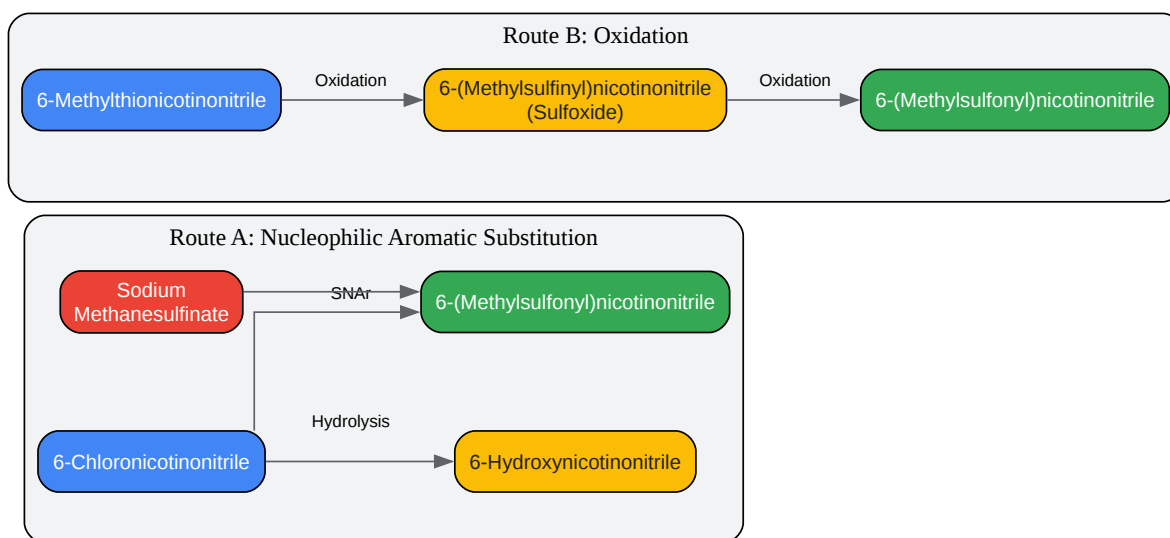 Route B: Oxidation
6-Methylthionicotinonitrile
Oxidation
6-(Methylsulfinyl)nicotinonitrile
(Sulfoxide)
Oxidation
6-(Methylsulfonyl)nicotinonitrile
Route A: Nucleophilic Aromatic Substitution
Sodium
Methanesulfinate
SNAr
6-(Methylsulfonyl)nicotinonitrile
6-Chloronicotinonitrile
Hydrolysis
6-Hydroxynicotinonitrile